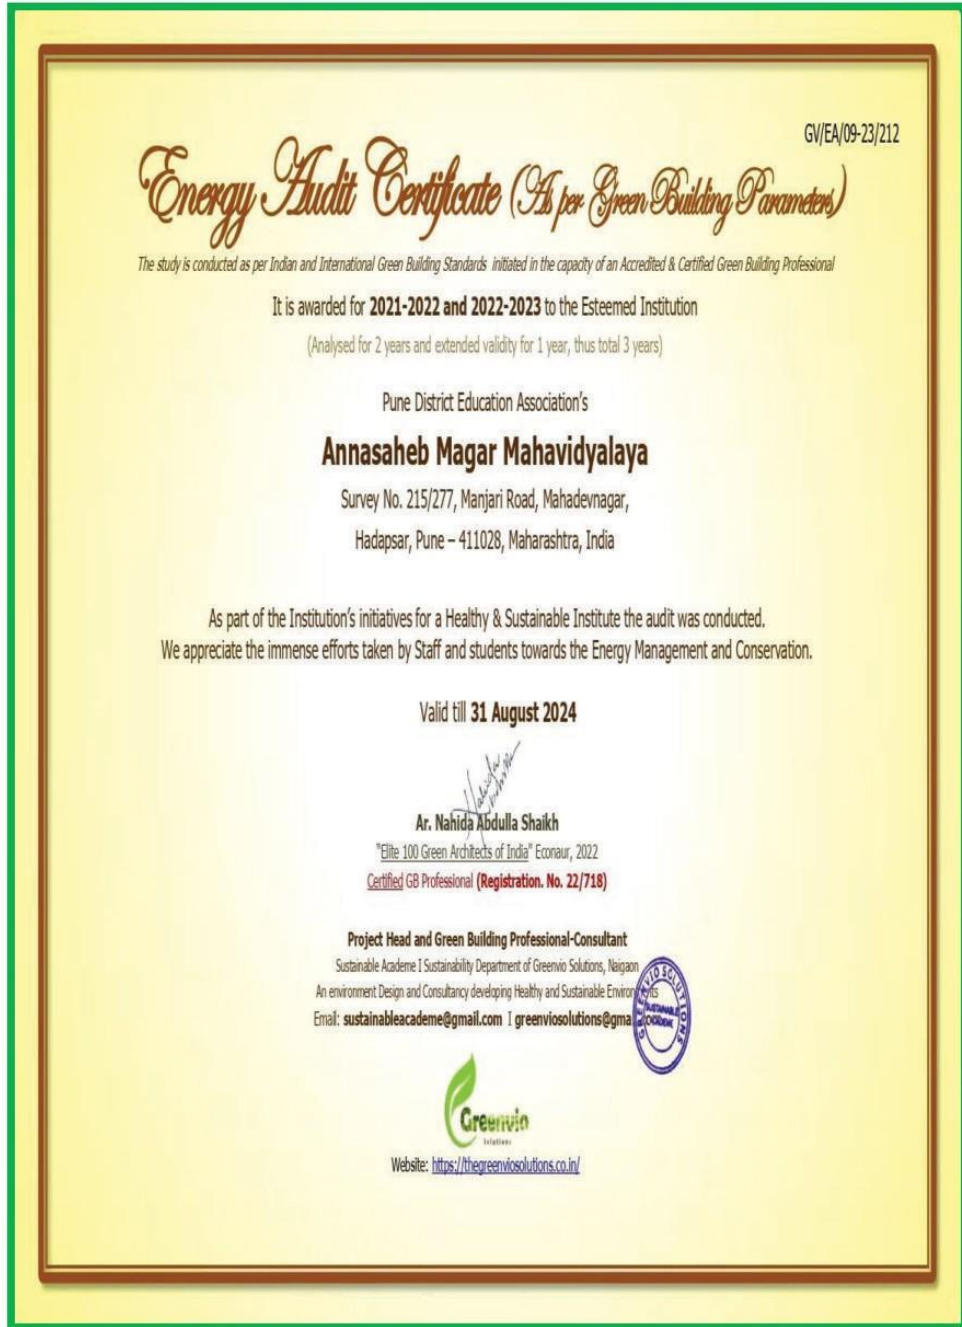 GV/EA/09-23/212
Energy Audit Certificate (As per Green Building Parameters)
The study is conducted as per Indian and International Green Building Standards initiated in the capacity of an Accredited & Certified Green Building Professional
It is awarded for 2021-2022 and 2022-2023 to the Esteemed Institution
(Analysed for 2 years and extended validity for 1 year, thus total 3 years)
Pune District Education Association's
Annasaheb Magar Mahavidyalaya
Survey No. 215/277, Manjari Road, Mahadevnagar,
Hadapsar, Pune – 411028, Maharashtra, India
As part of the Institution's initiatives for a Healthy & Sustainable Institute the audit was conducted.
We appreciate the immense efforts taken by Staff and students towards the Energy Management and Conservation.
Valid till 31 August 2024
Ar. Nahida Abdulla Shaikh
"Elite 100 Green Architects of India" Econaur, 2022
Certified GB Professional (Registration. No. 22/718)
Project Head and Green Building Professional-Consultant
Sustainable Academe I Sustainability Department of Greenvio Solutions, Naigaon
An environment Design and Consultancy developing Healthy and Sustainable
Email: sustainableacademe@gmail.com I
GREENVIO SOLUTIONS
SUSTAINABLE
ACADEME
Greenvio
Solutions
Website: https://thegreenviosolutions.co.in/